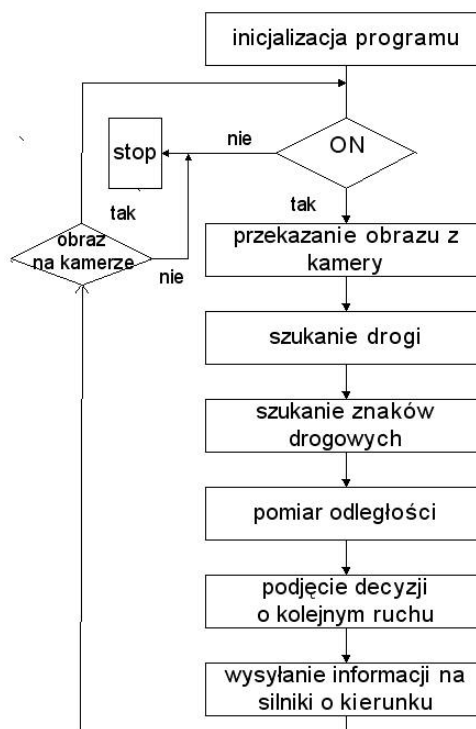 inicjalizacja programu
ON
nie
stop
tak
tak
obraz
na kamerze
nie
przekazanie obrazu z
kamery
szukanie drogi
szukanie znaków
drogowych
pomiar odległości
podjęcie decyzji
o kolejnym ruchu
wysyłanie informacji na
silniki o kierunku